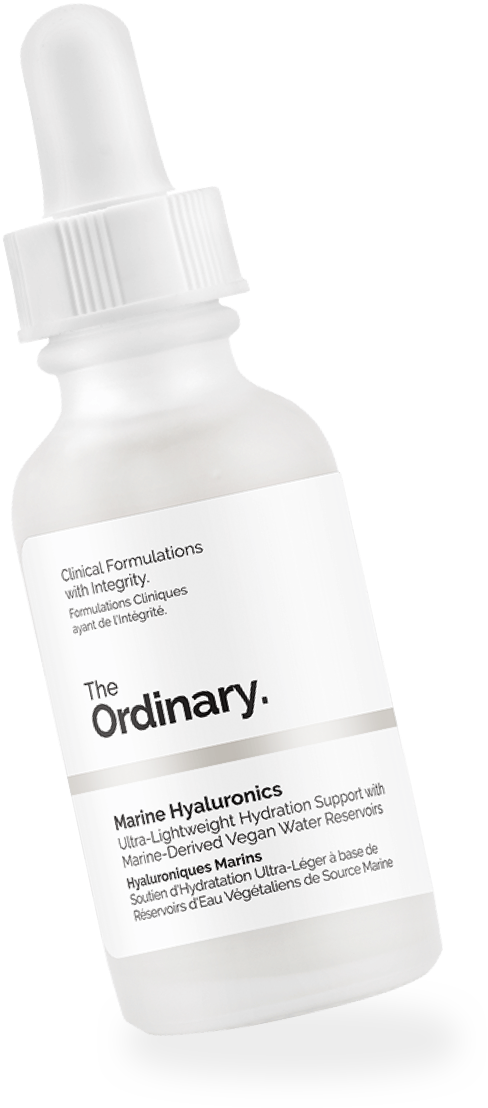 Clinical Formulations
with Integrity.
Formulations Cliniques
ayant de l'Intégrité.
The
Ordinary.
Marine Hyaluronics
Ultra-Lightweight Hydration Support with
Marine-Derived Vegan Water Reservoirs
Hyaluroniques Marins
Soutien d'Hydratation Ultra-Léger à base de
Réservoirs d'Eau Végétaliens de Source Marine